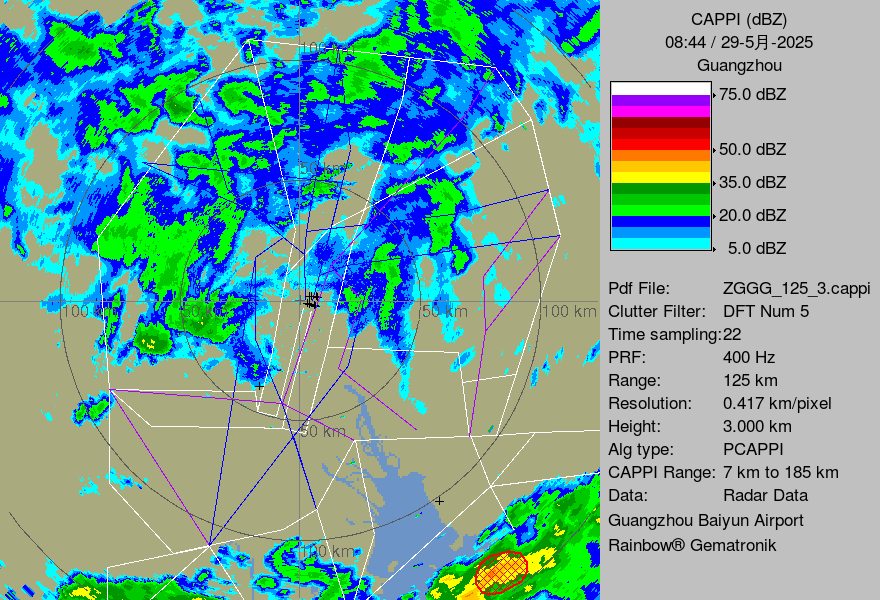 CAPPI (dBZ)
08:44 / 29-5月-2025
Guangzhou
75.0 dBZ
50.0 dBZ
35.0 dBZ
20.0 dBZ
5.0 dBZ
Pdf File: ZGGG_125_3.cappi
Clutter Filter: DFT Num 5
Time sampling:22
PRF: 400 Hz
Range: 125 km
Resolution: 0.417 km/pixel
Height: 3.000 km
Alg type: PCAPPI
CAPPI Range: 7 km to 185 km
Data: Radar Data
Guangzhou Baiyun Airport
Rainbow® Gematronik
100 km
50 km
100 km
50 km
50 km
100 km
50 km
100 km